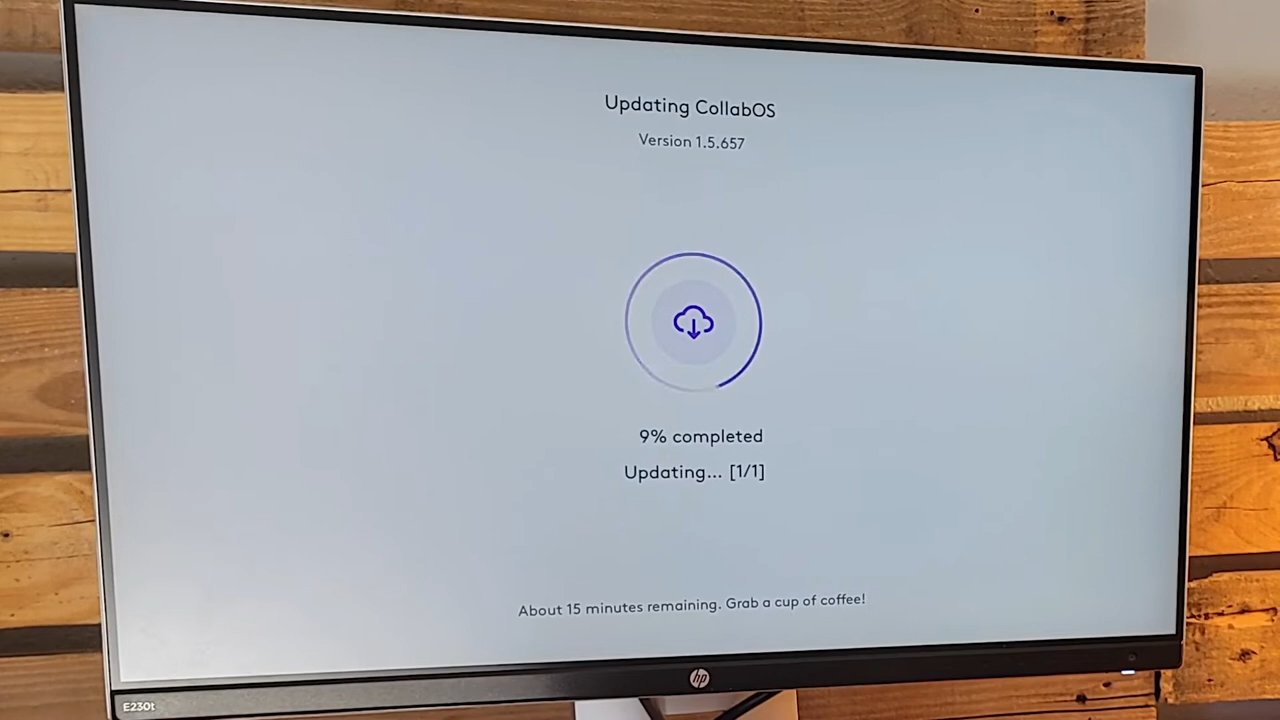 Updating CollabOS
Version 1.5.657
9% completed
Updating... [1/1]
About 15 minutes remaining. Grab a cup of coffee!
hp
E230t